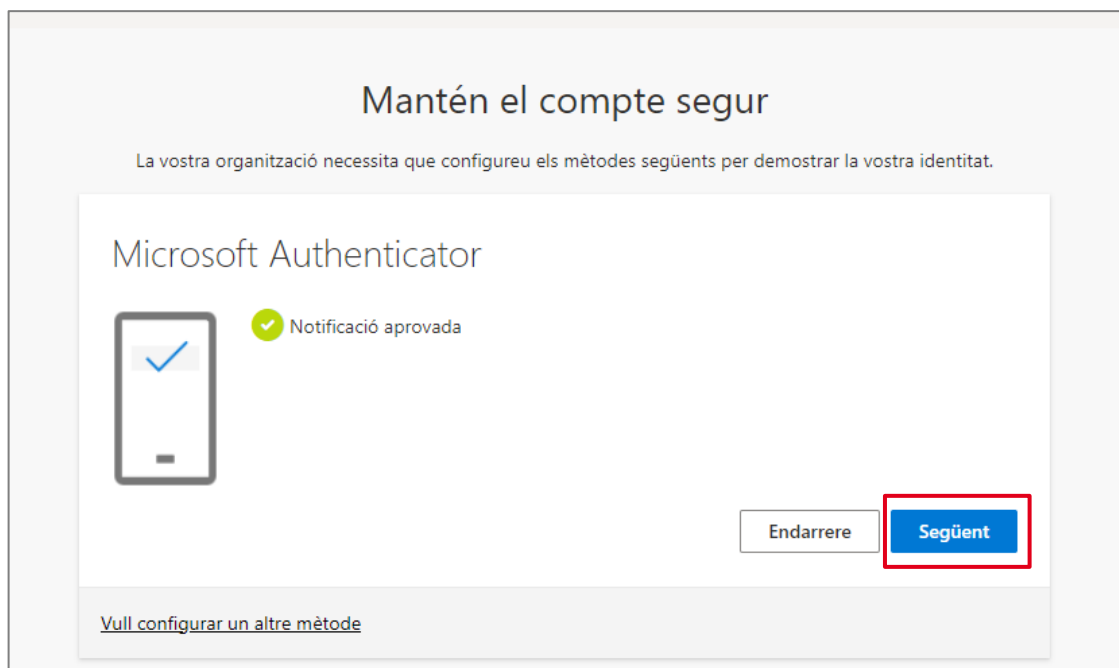 Mantén el compte segur
La vostra organització necessita que configureu els mètodes següents per demostrar la vostra identitat.
Microsoft Authenticator
Notificació aprovada
Endarrere
Següent
Vull configurar un altre mètode